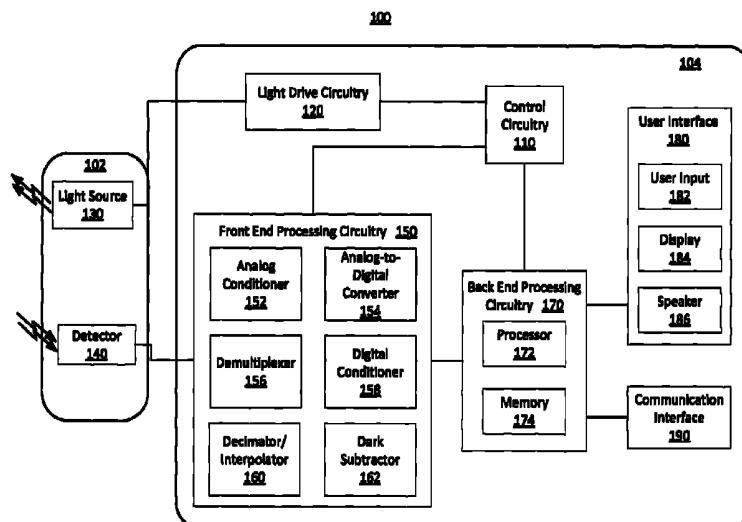 100
104
Light Drive Circuitry
120
Control
Circuitry
110
User Interface
180
User Input
182
Display
184
Speaker
186
102
Light Source
130
Detector
140
Front End Processing Circuitry 150
Analog
Conditioner
152
Analog-to-
Digital
Converter
154
Demultiplexer
156
Digital
Conditioner
158
Decimator/
Interpolator
160
Dark
Subtractor
162
Back End Processing
Circuitry 170
Processor
172
Memory
174
Communication
Interface
190